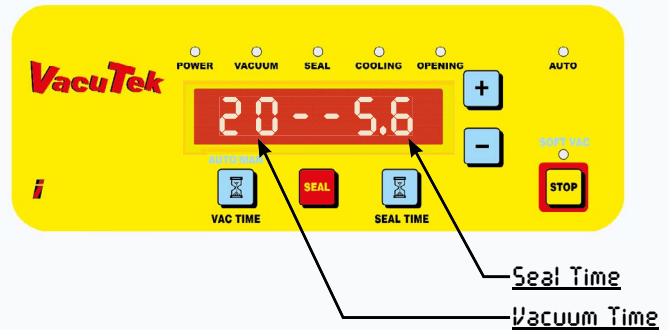 POWER VACUUM SEAL COOLING OPENING AUTO
VacuTek
+
20--5.6
-
SOFT VAC
AUTO/MAN
i
SEAL
STOP
VAC TIME
SEAL TIME
Seal Time
Vacuum Time